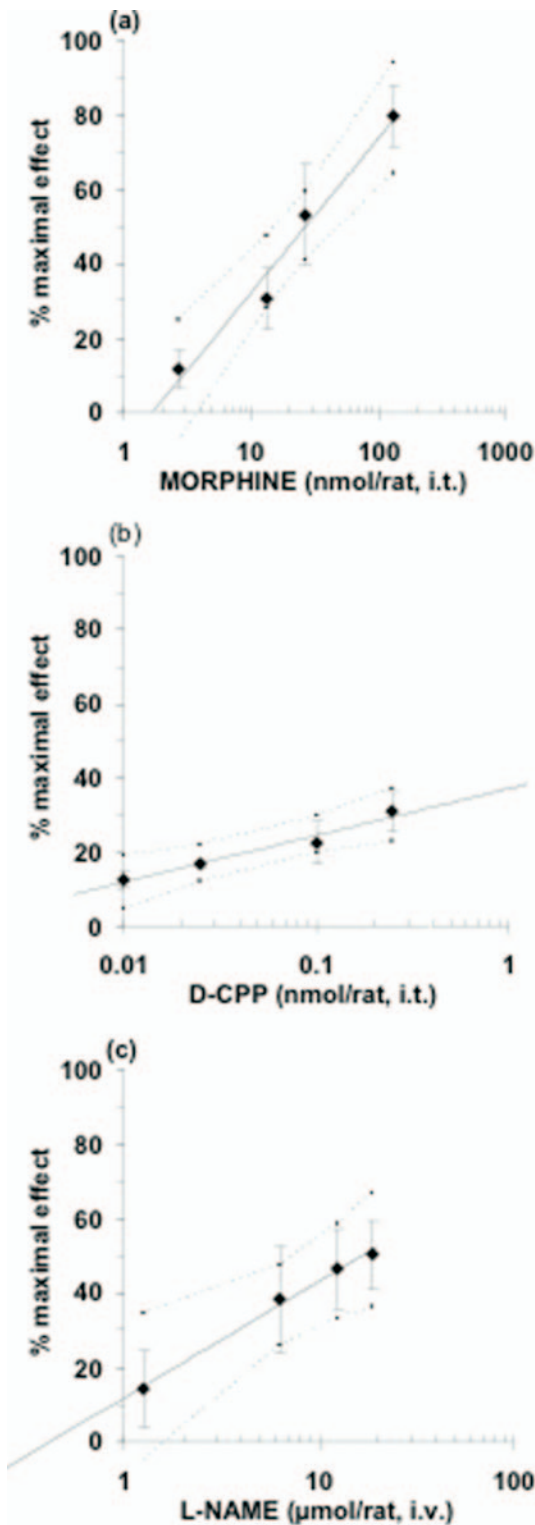 (a)
100
80
60
40
20
0
% maximal effect
1 10 100 1000
MORPHINE (nmol/rat, i.t.)
(b)
100
80
60
40
20
0
% maximal effect
0.01 0.1 1
D-CPP (nmol/rat, i.t.)
(c)
100
80
60
40
20
0
% maximal effect
1 10 100
L-NAME (µmol/rat, i.v.)